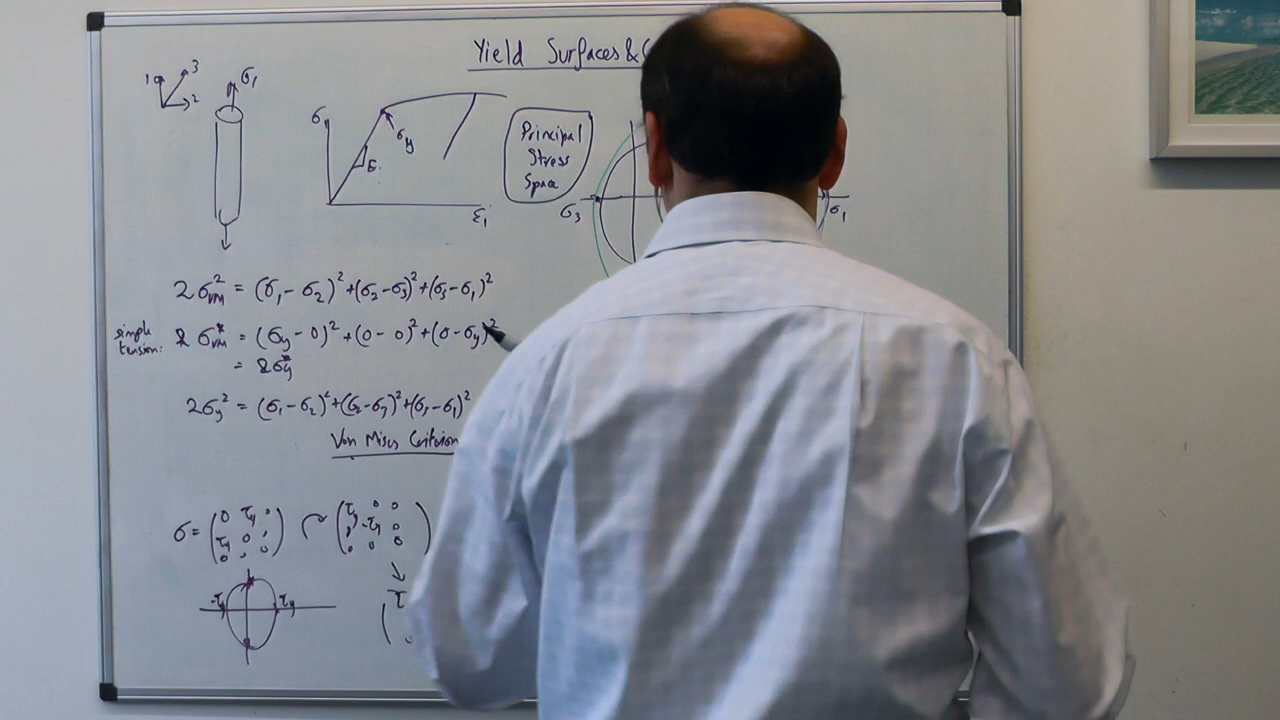 Yield Surfaces &
1 3
2
σ₁
σ₁
σy
E
ε₁
Principal
Stress
Space
σ₃
σ₁
2σ²vm = (σ₁ - σ₂)² + (σ₂ - σ₃)² + (σ₃ - σ₁)²
simple
tension: 2σ²vm = (σy - 0)² + (0 - 0)² + (0 - σy)²
= 2σ²y
2σy² = (σ₁ - σ₂)² + (σ₂ - σ₃)² + (σ₃ - σ₁)²
Von Mises Criterion
σ = (0 τy 0) (τy 0 0)
(τy 0 0) (0 -τy 0)
(0 0 0) (0 0 0)
-τy τy
τ